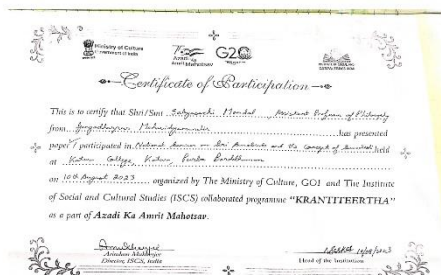 Ministry of Culture
Government of India
75
Azadi Ka
Amrit Mahotsav
G20
Certificate of Participation
This is to certify that Shri/Smt Mondal Assistant Professor of Philosophy
from Mahavidyalaya has presented
paper/participated in National Seminar on Sri Aurobindo and the concept of held
at Katwa College, Katwa, Purba Bardhaman
on 10th August 2023 organized by The Ministry of Culture, GOI and The Institute
of Social and Cultural Studies (ISCS) collaborated programme "KRANTITEERTHA"
as a part of Azadi Ka Amrit Mahotsav.
Arindam Mukherjee
Director, ISCS, India
10/08/2023
Head of the Institution